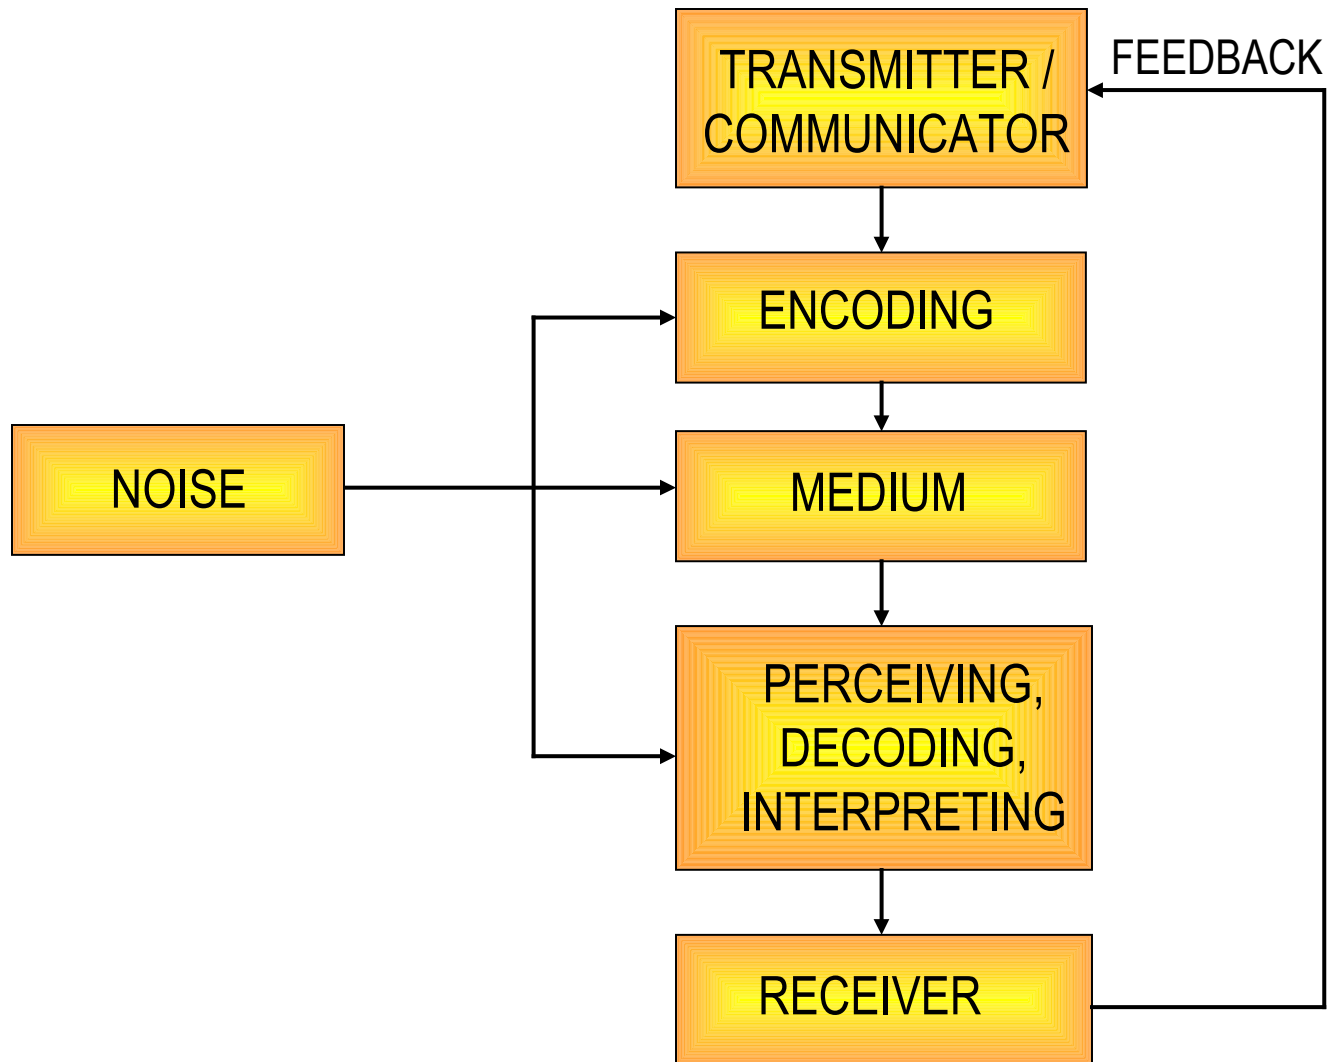 TRANSMITTER /
COMMUNICATOR
FEEDBACK
ENCODING
NOISE
MEDIUM
PERCEIVING,
DECODING,
INTERPRETING
RECEIVER